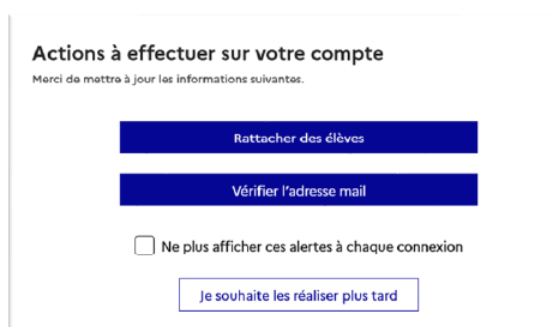 Actions à effectuer sur votre compte
Merci de mettre à jour les informations suivantes.
Rattacher des élèves
Vérifier l'adresse mail
Ne plus afficher ces alertes à chaque connexion
Je souhaite les réaliser plus tard